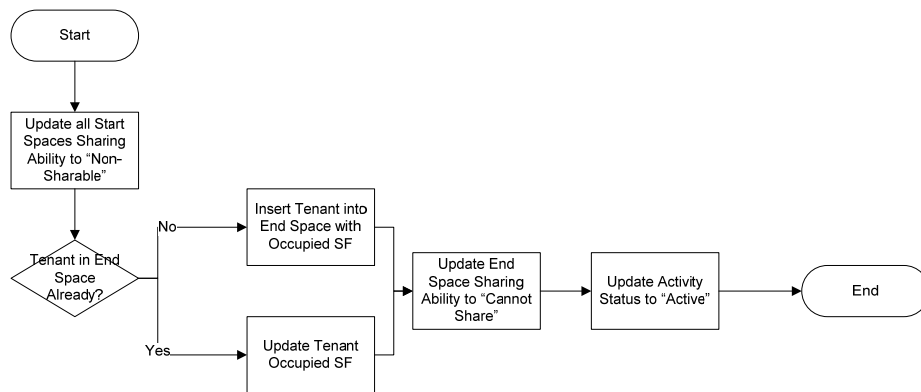 Start
Update all Start
Spaces Sharing
Ability to “Non-
Sharable”
Tenant in End
Space
Already?
No
Yes
Insert Tenant into
End Space with
Occupied SF
Update Tenant
Occupied SF
Update End
Space Sharing
Ability to “Cannot
Share”
Update Activity
Status to “Active”
End